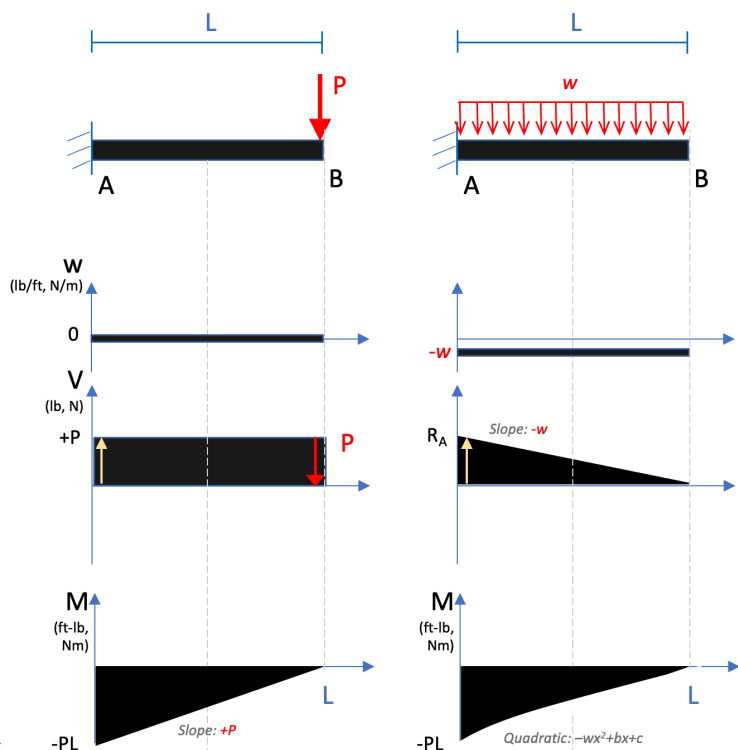 L
P
A
B
w
(lb/ft, N/m)
0
V
(lb, N)
+P
P
M
(ft-lb,
Nm)
L
-PL
Slope: +P
L
w
A
B
-w
RA
Slope: -w
M
(ft-lb,
Nm)
L
-PL
Quadratic: –wx²+bx+c